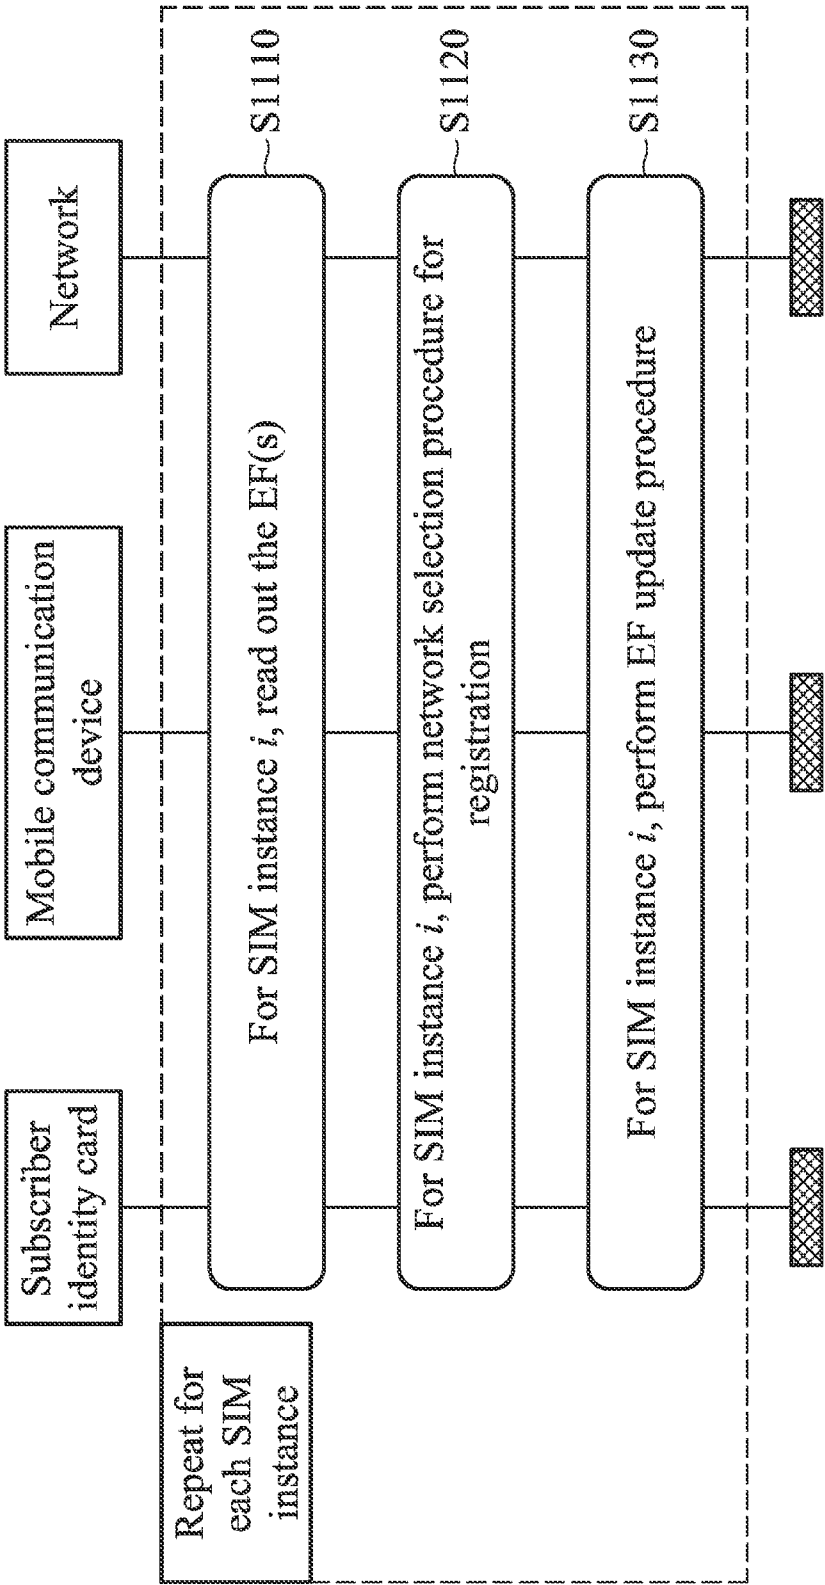 Subscriber
identity card
Mobile communication
device
Network
Repeat for
each SIM
instance
For SIM instance i, read out the EF(s)
S1110
For SIM instance i, perform network selection procedure for
registration
S1120
For SIM instance i, perform EF update procedure
S1130